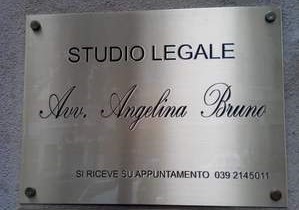 STUDIO LEGALE
Avv. Angelina Bruno
SI RICEVE SU APPUNTAMENTO 039 2145011